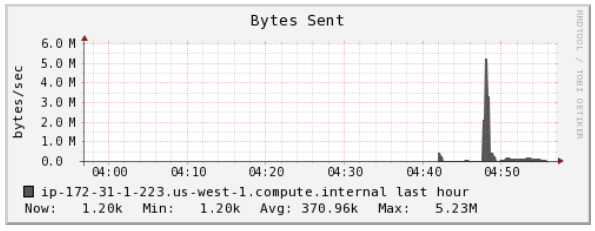 Bytes Sent
RRDTOOL / TOBI OETIKER
bytes/sec
6.0 M
5.0 M
4.0 M
3.0 M
2.0 M
1.0 M
0.0
04:00 04:10 04:20 04:30 04:40 04:50
ip-172-31-1-223.us-west-1.compute.internal last hour
Now: 1.20k Min: 1.20k Avg: 370.96k Max: 5.23M